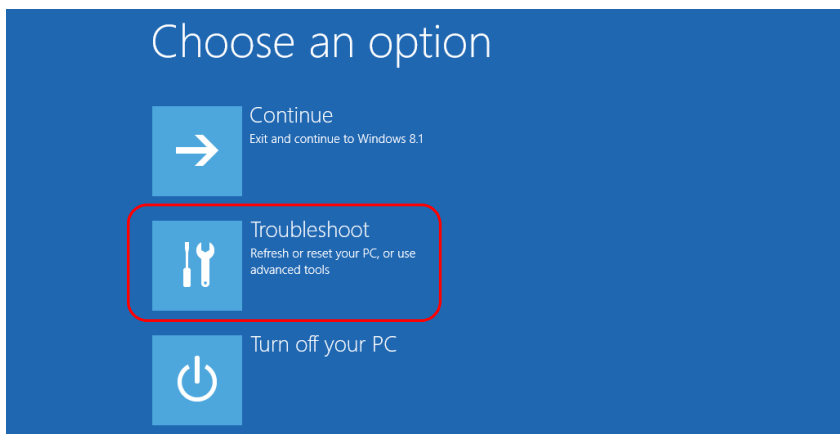 Choose an option
Continue
Exit and continue to Windows 8.1
Troubleshoot
Refresh or reset your PC, or use
advanced tools
Turn off your PC